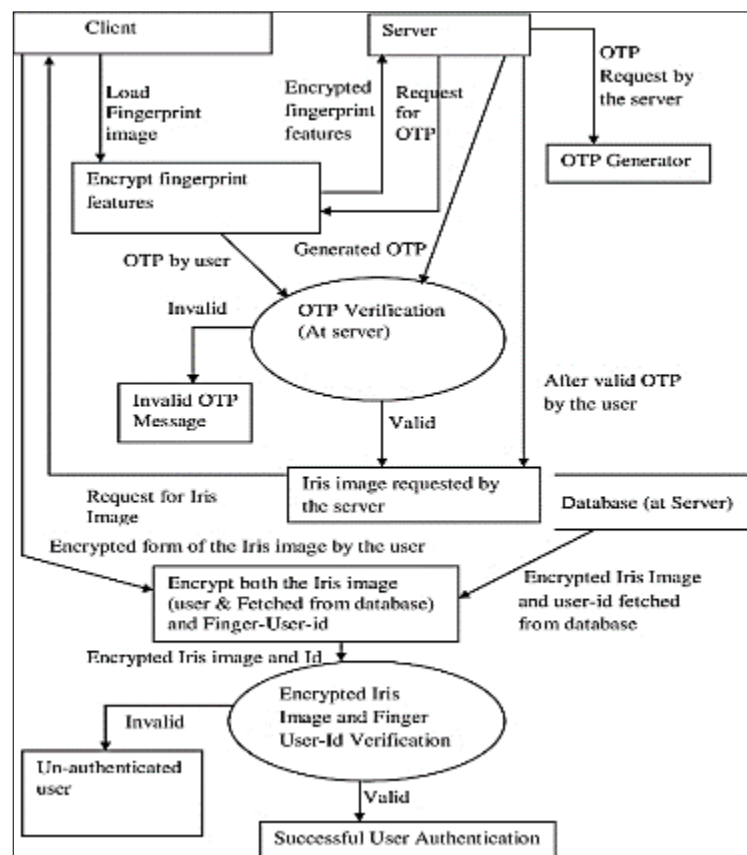 Client
Server
OTP
Request by
the server
Load
Fingerprint
image
Encrypted
fingerprint
features
Request
for
OTP
OTP Generator
Encrypt fingerprint
features
OTP by user
Generated OTP
Invalid
OTP Verification
(At server)
Invalid OTP
Message
Valid
After valid OTP
by the user
Request for Iris
Image
Iris image requested by
the server
Database (at Server)
Encrypted form of the Iris image by the user
Encrypt both the Iris image
(user & Fetched from database)
and Finger-User-id
Encrypted Iris Image
and user-id fetched
from database
Encrypted Iris image and Id
Encrypted Iris
Image and Finger
User-Id Verification
Invalid
Un-authenticated
user
Valid
Successful User Authentication